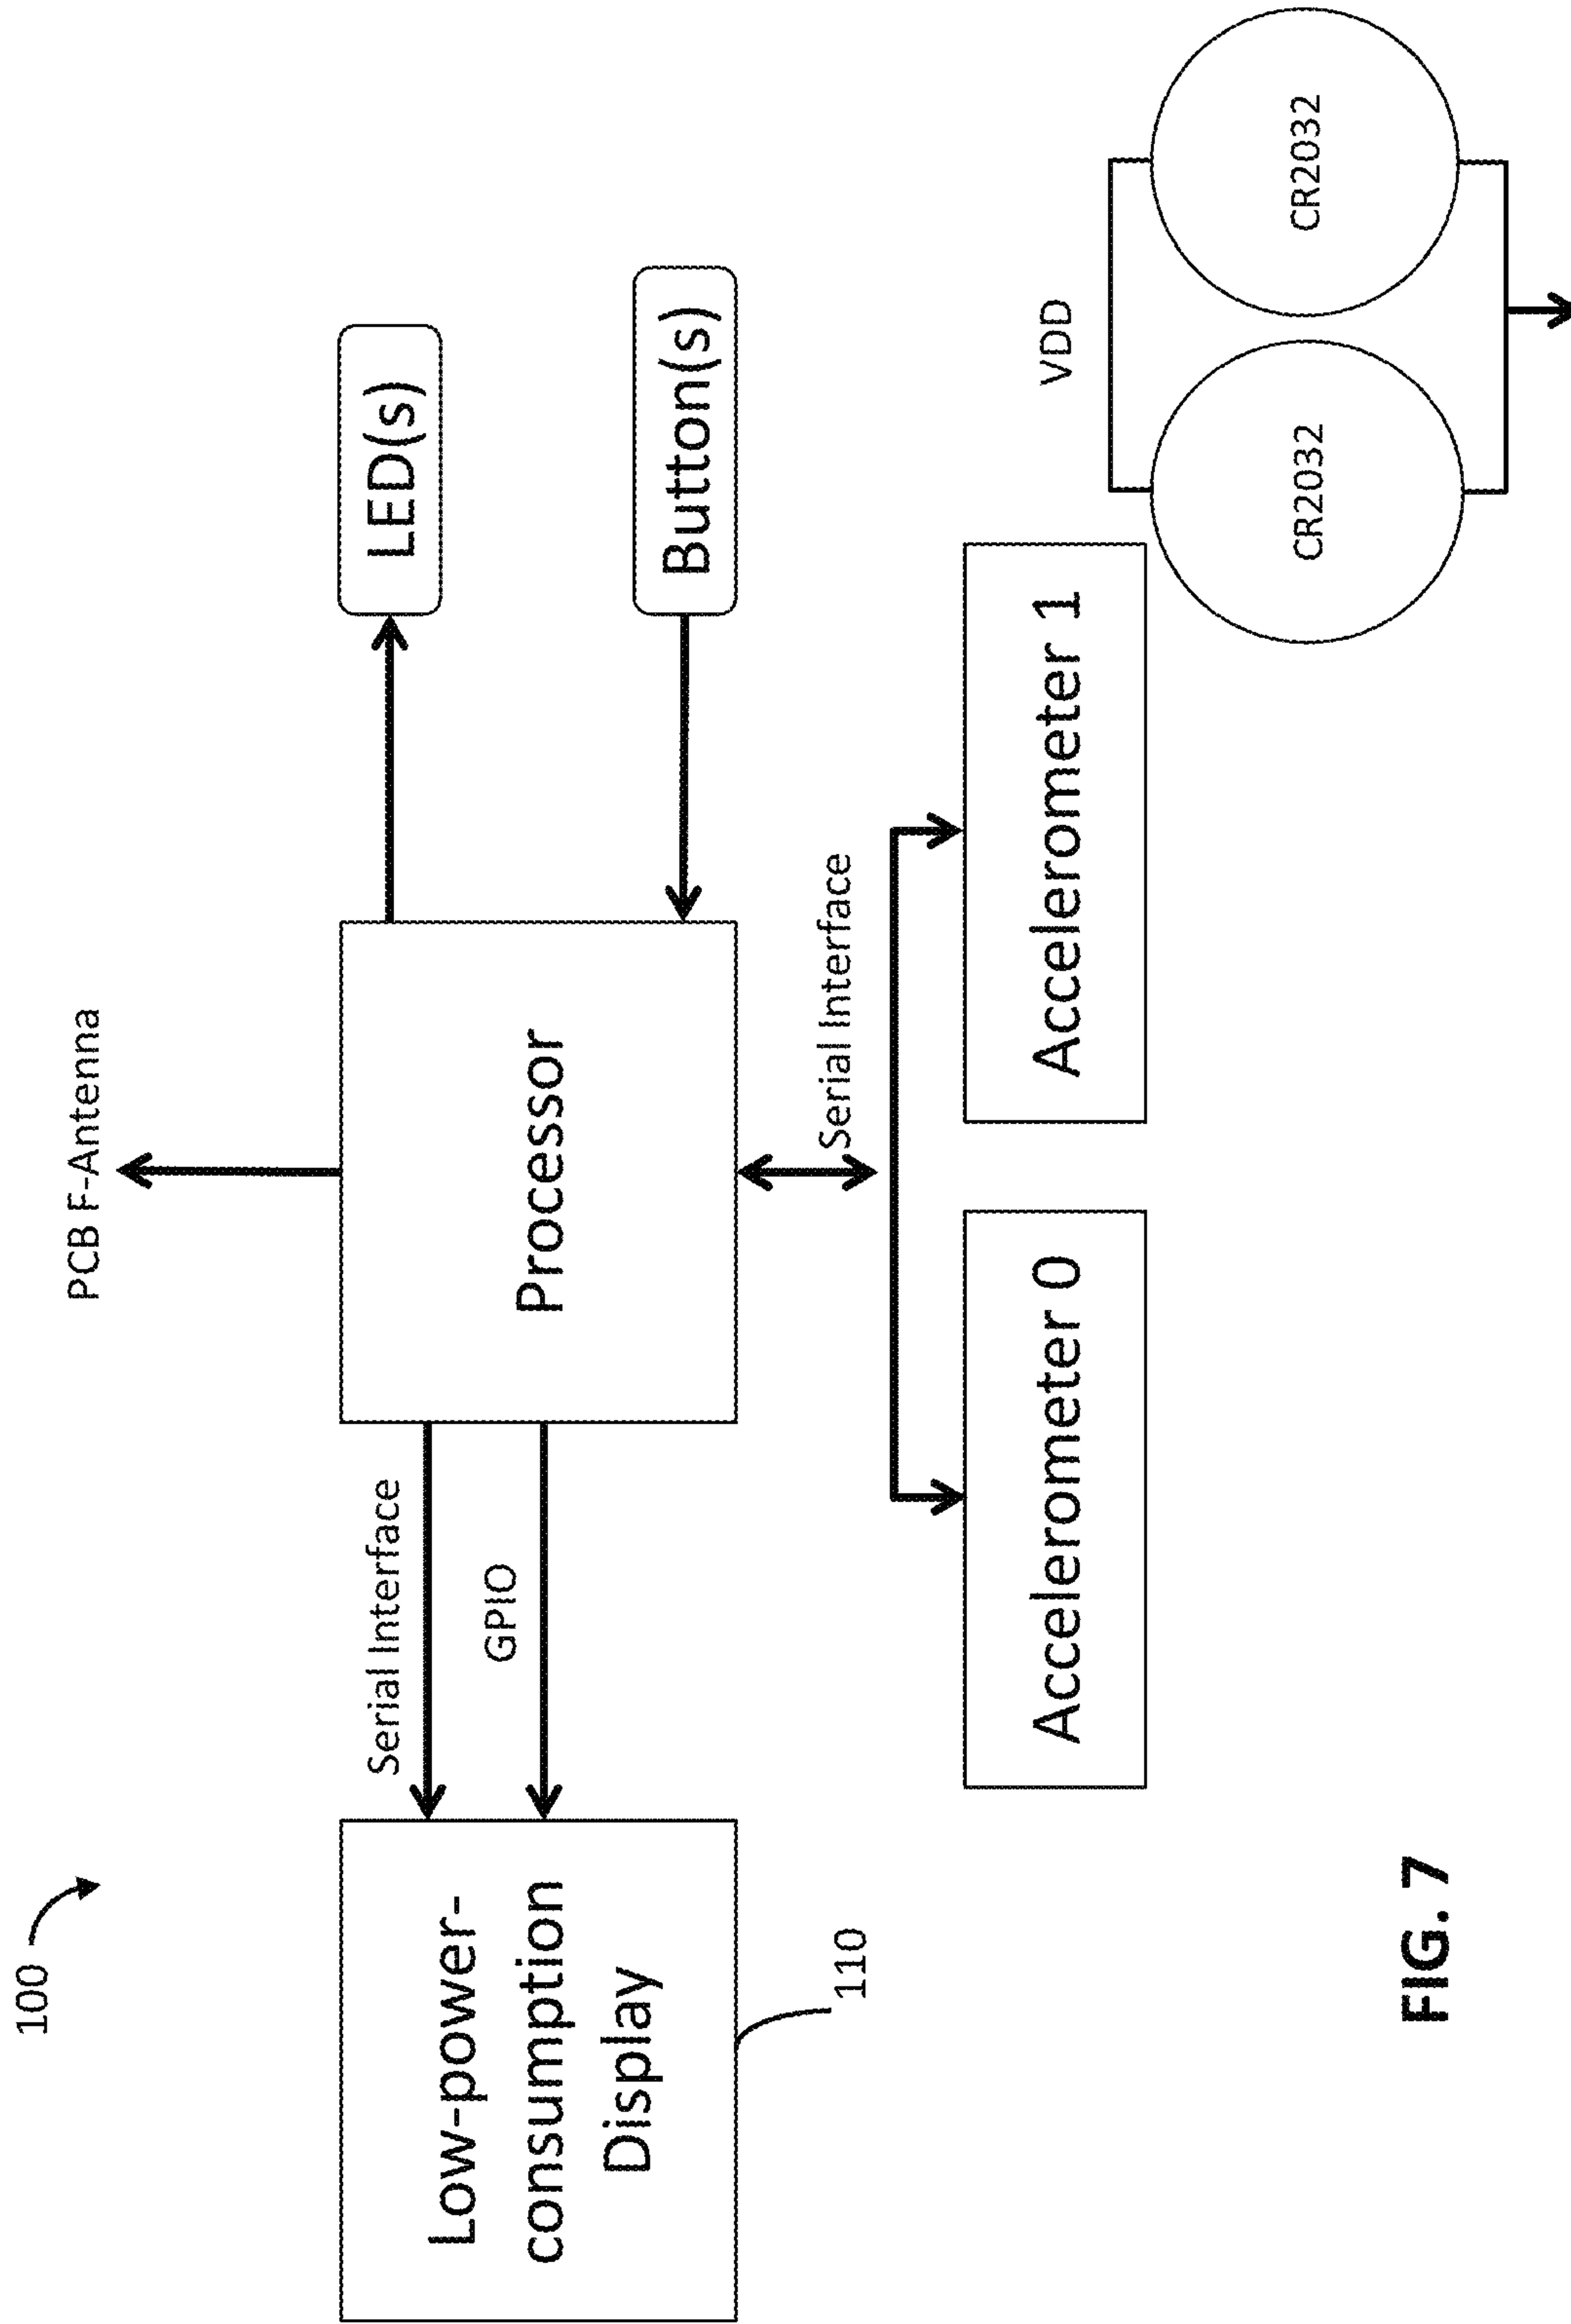 100
PCB F-Antenna
Low-power-
consumption
Display
110
Serial Interface
GPIO
Processor
LED(s)
Button(s)
Serial Interface
Accelerometer 0
Accelerometer 1
VDD
CR2032
CR2032
FIG. 7